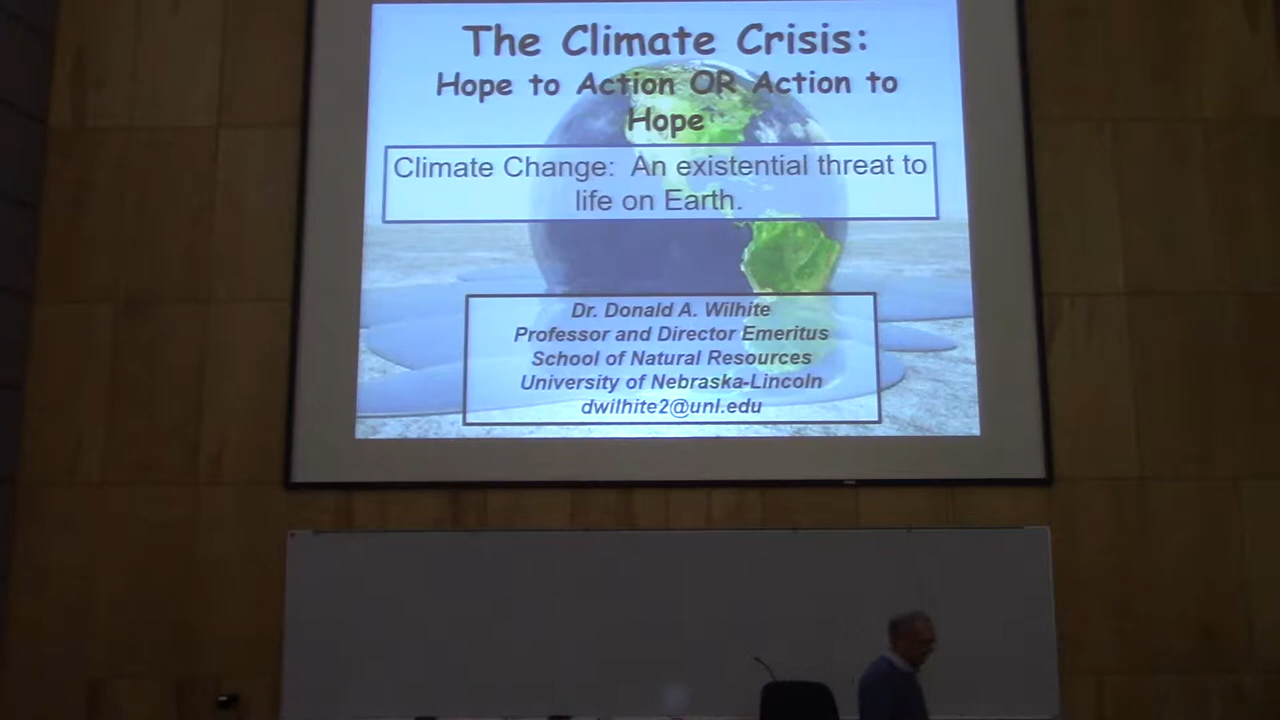 The Climate Crisis:
Hope to Action OR Action to
Hope
Climate Change: An existential threat to
life on Earth.
Dr. Donald A. Wilhite
Professor and Director Emeritus
School of Natural Resources
University of Nebraska-Lincoln
dwilhite2@unl.edu